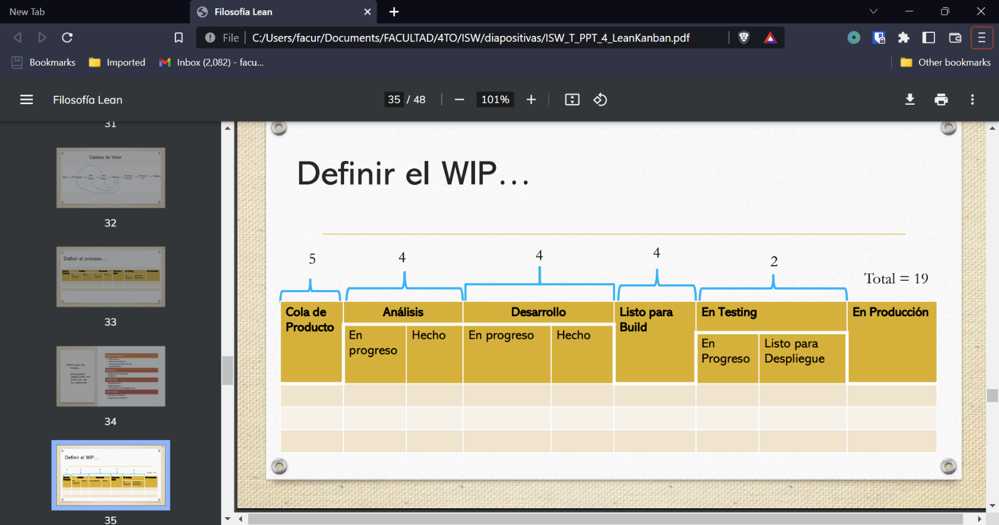 New Tab
Filosofía Lean
File
C:/Users/facur/Documents/FACULTAD/4TO/ISW/diapositivas/ISW_T_PPT_4_LeanKanban.pdf
Bookmarks
Imported
Inbox (2,082) - facu...
Other bookmarks
Filosofía Lean
35 / 48
101%
31
Cadena de Valor
32
Definir el proceso...
33
34
Definir el WIP...
35
Definir el WIP...
5
4
4
4
2
Total = 19
Cola de Producto
Análisis
Desarrollo
Listo para Build
En Testing
En Producción
En progreso
Hecho
En progreso
Hecho
En Progreso
Listo para Despliegue